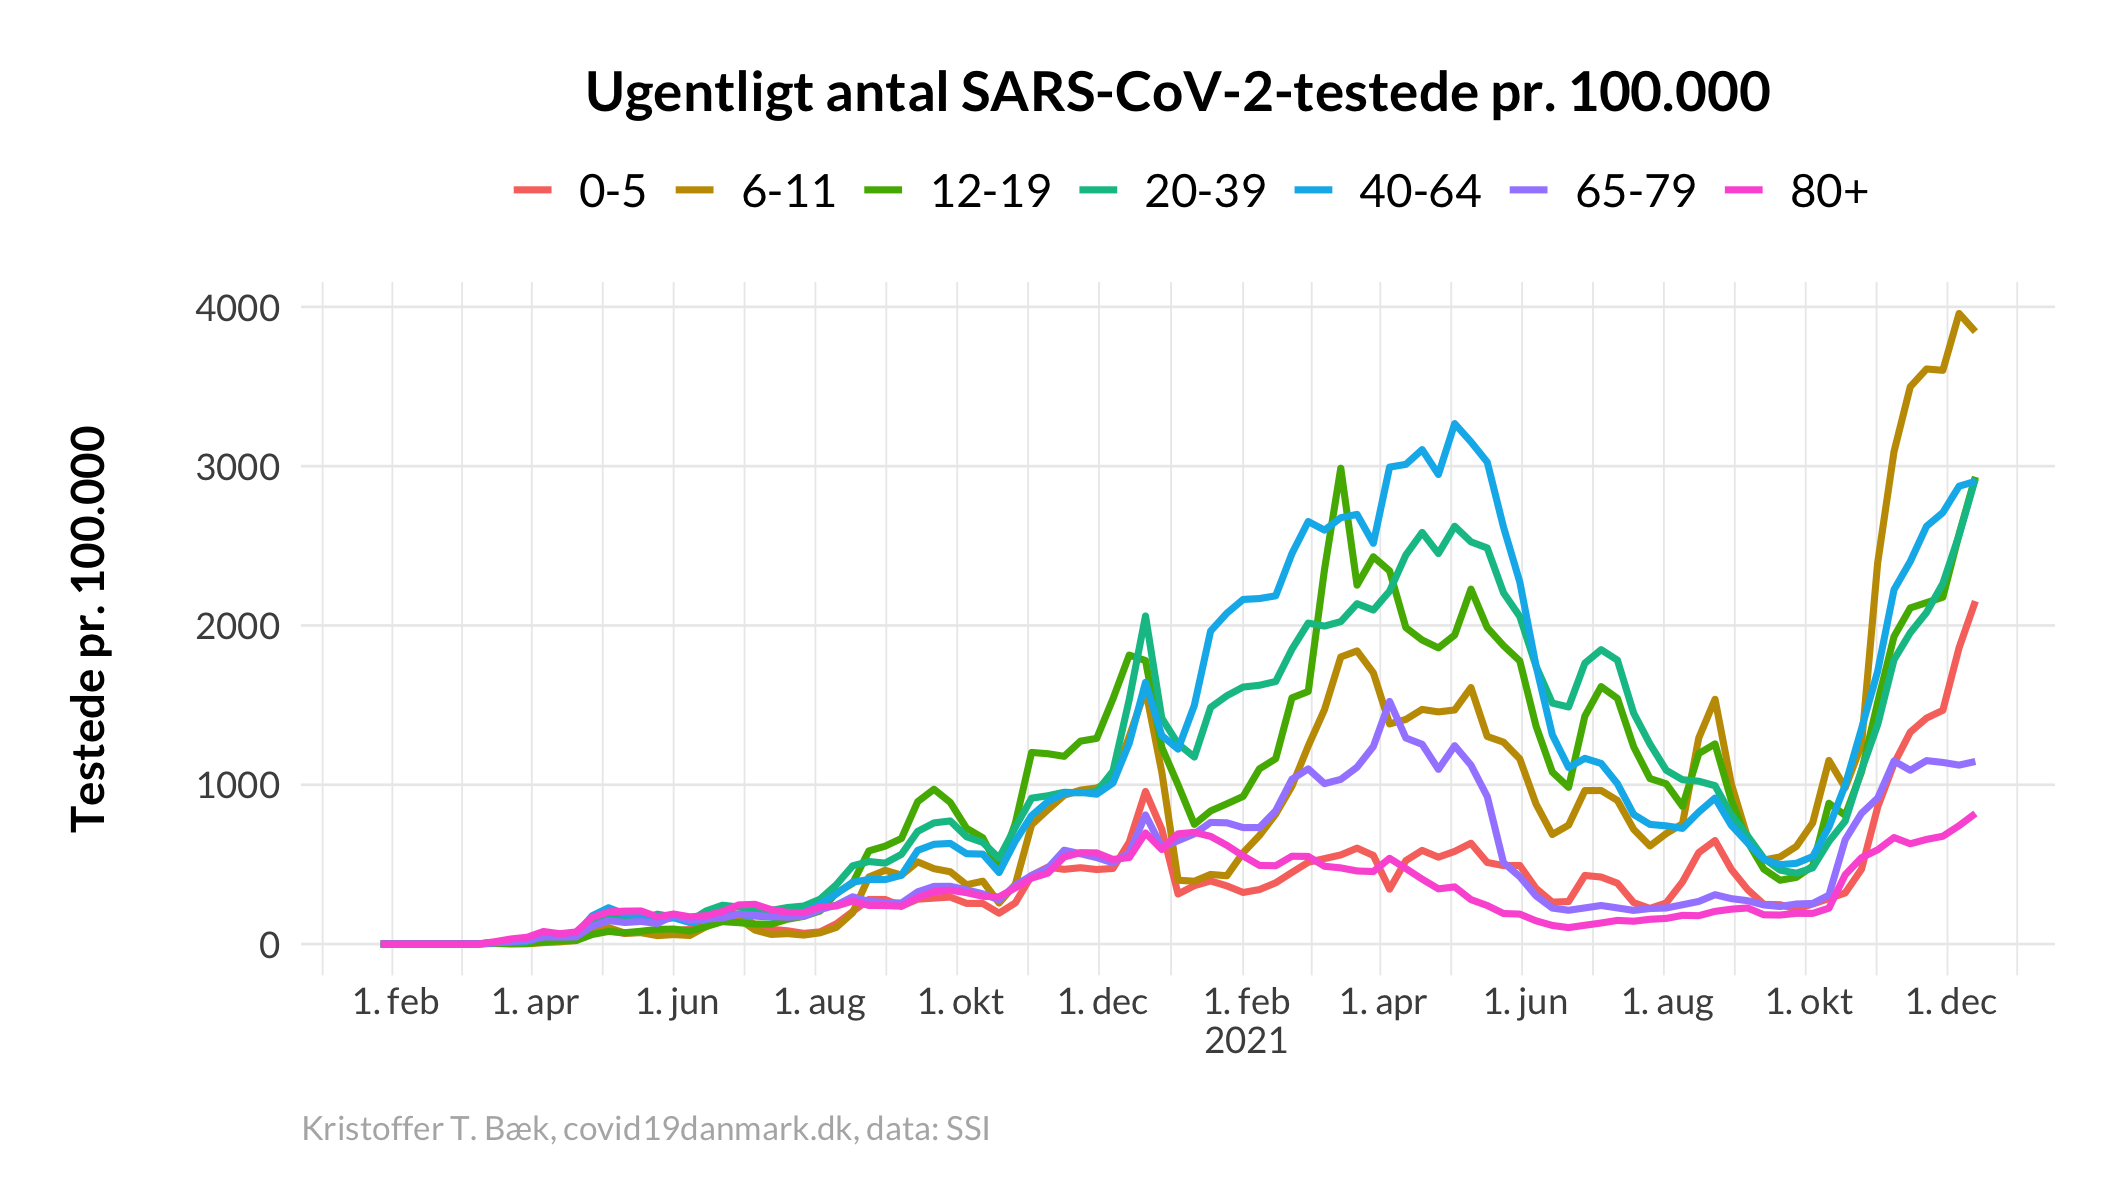 Ugentligt antal SARS-CoV-2-testede pr. 100.000
0-5 6-11 12-19 20-39 40-64 65-79 80+
Testede pr. 100.000
4000
3000
2000
1000
0
1. feb 1. apr 1. jun 1. aug 1. okt 1. dec 1. feb 1. apr 1. jun 1. aug 1. okt 1. dec
2021
Kristoffer T. Bæk, covid19danmark.dk, data: SSI